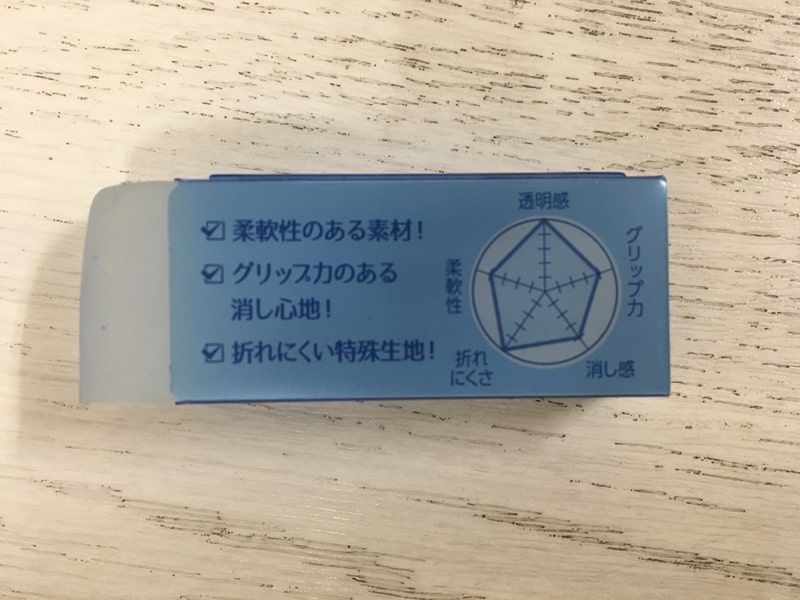 柔軟性のある素材!
グリップ力のある
消し心地!
折れにくい特殊生地!
透明感
グリップ力
消し感
折れ
にくさ
柔軟性